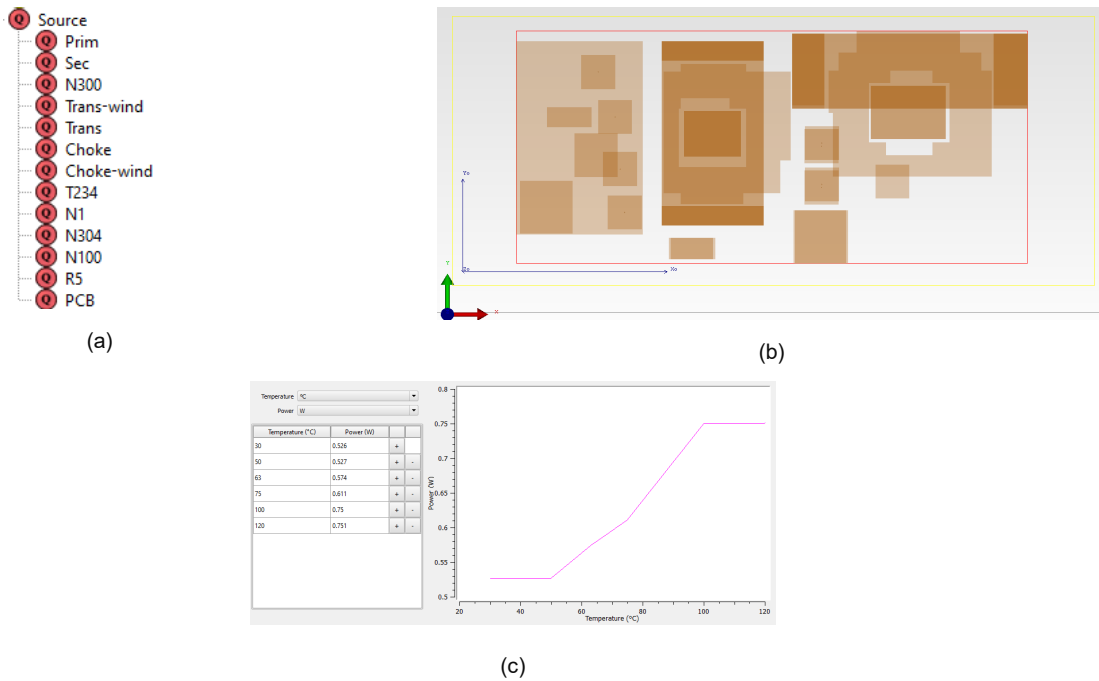 Source
Prim
Sec
N300
Trans-wind
Trans
Choke
Choke-wind
T234
N1
N304
N100
R5
PCB
(a)
Yo
Zo
Xo
Y
X
(b)
Temperature °C
Power W
Temperature (°C) Power (W)
30 0.526 +
50 0.527 + -
63 0.574 + -
75 0.611 + -
100 0.75 + -
120 0.751 + -
0.8
0.75
0.7
0.65
0.6
0.55
0.5
Power (W)
20 40 60 80 100 120
Temperature (°C)
(c)